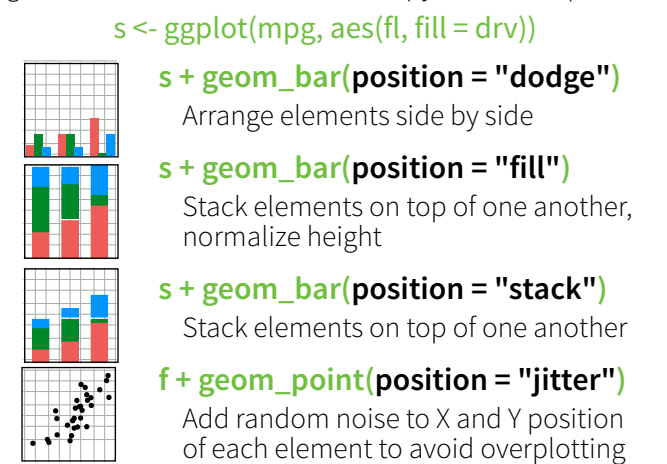 s <- ggplot(mpg, aes(fl, fill = drv))
s + geom_bar(position = "dodge")
Arrange elements side by side
s + geom_bar(position = "fill")
Stack elements on top of one another,
normalize height
s + geom_bar(position = "stack")
Stack elements on top of one another
f + geom_point(position = "jitter")
Add random noise to X and Y position
of each element to avoid overplotting